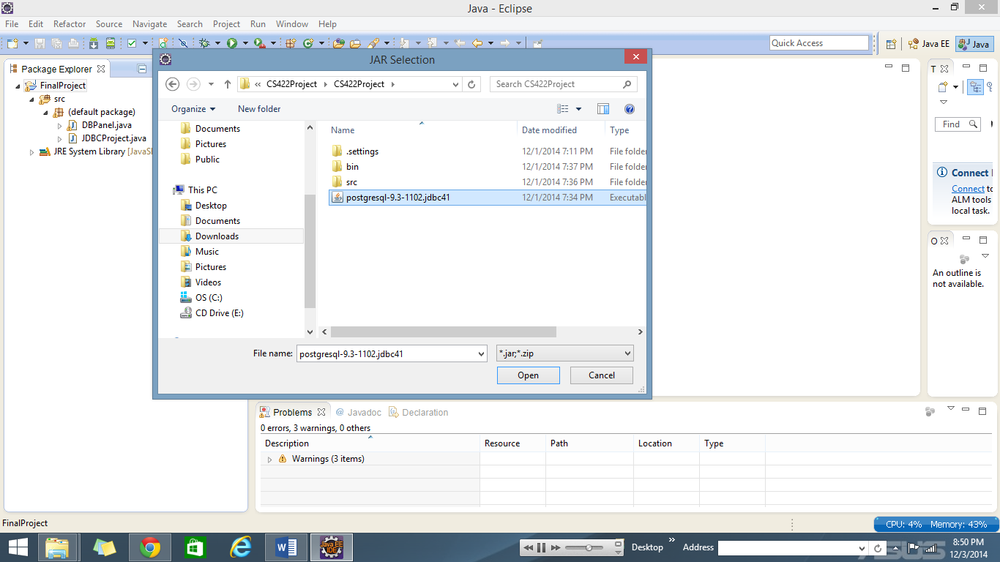 Java - Eclipse
File Edit Refactor Source Navigate Search Project Run Window Help
Quick Access
Java EE
Java
Package Explorer
FinalProject
src
(default package)
DBPanel.java
JDBCProject.java
JRE System Library [JavaS
JAR Selection
« CS422Project CS422Project
Search CS422Project
Organize New folder
Documents
Pictures
Public
This PC
Desktop
Documents
Downloads
Music
Pictures
Videos
OS (C:)
CD Drive (E:)
Name Date modified Type
.settings 12/1/2014 7:11 PM File folder
bin 12/1/2014 7:37 PM File folder
src 12/1/2014 7:36 PM File folder
postgresql-9.3-1102.jdbc41 12/1/2014 7:34 PM Executabl
File name: postgresql-9.3-1102.jdbc41 *.jar;*.zip
Open Cancel
T
Find
Connect
Connect to
ALM tools
local task.
O
An outline is
not available.
Problems @ Javadoc Declaration
0 errors, 3 warnings, 0 others
Description Resource Path Location Type
Warnings (3 items)
FinalProject
CPU: 4% Memory: 43%
Java EE
IDE
Desktop » Address
8:50 PM
12/3/2014
ASUS